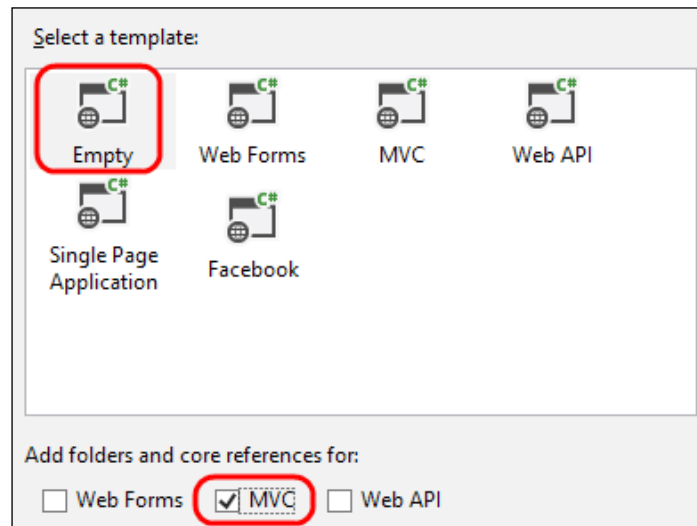 Select a template:
C# C# C# C#
Empty Web Forms MVC Web API
C# C#
Single Page
Application
Facebook
Add folders and core references for:
Web Forms MVC Web API